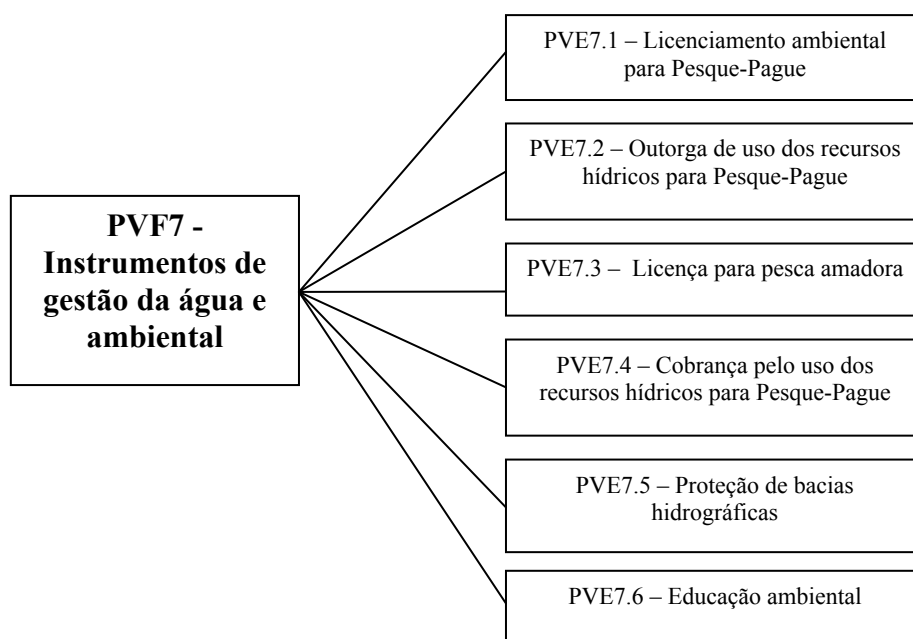 PVF7 -
Instrumentos de
gestão da água e
ambiental
PVE7.1 – Licenciamento ambiental
para Pesque-Pague
PVE7.2 – Outorga de uso dos recursos
hídricos para Pesque-Pague
PVE7.3 – Licença para pesca amadora
PVE7.4 – Cobrança pelo uso dos
recursos hídricos para Pesque-Pague
PVE7.5 – Proteção de bacias
hidrográficas
PVE7.6 – Educação ambiental